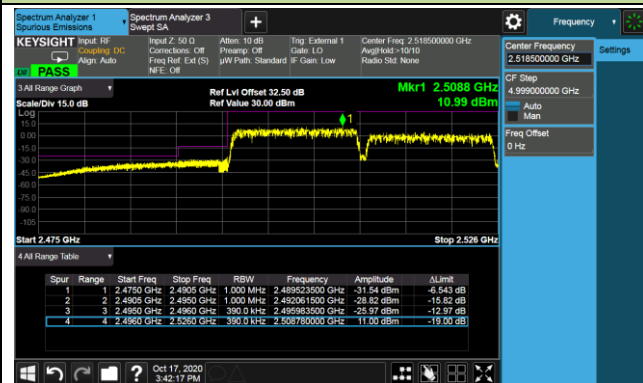 Spectrum Analyzer 1
Spurious Emissions
Spectrum Analyzer 3
Swept SA
Frequency
KEYSIGHT
Input: RF
Coupling: DC
Align: Auto
Input Z: 50 Ω
Corrections: Off
Freq Ref: Ext (S)
NFE: Off
Atten: 10 dB
Preamp: Off
µW Path: Standard
Trig: External 1
Gate: LO
IF Gain: Low
Center Freq: 2.518500000 GHz
Avg|Hold:>10/10
Radio Std: None
PASS
Center Frequency
2.518500000 GHz
Settings
CF Step
4.999000000 GHz
Auto
Man
Freq Offset
0 Hz
3 All Range Graph
Scale/Div 15.0 dB
Ref Lvl Offset 32.50 dB
Ref Value 30.00 dBm
Mkr1 2.5088 GHz
10.99 dBm
Log
15.0
0.00
-15.0
-30.0
-45.0
-60.0
-75.0
-90.0
-105
1
Start 2.475 GHz
Stop 2.526 GHz
4 All Range Table
Spur Range Start Freq Stop Freq RBW Frequency Amplitude ΔLimit
1 1 2.4750 GHz 2.4905 GHz 1.000 MHz 2.489523500 GHz -31.54 dBm -6.543 dB
2 2 2.4905 GHz 2.4950 GHz 1.000 MHz 2.492061500 GHz -28.82 dBm -15.82 dB
3 3 2.4950 GHz 2.4960 GHz 390.0 kHz 2.495983500 GHz -25.97 dBm -12.97 dB
4 4 2.4960 GHz 2.5260 GHz 390.0 kHz 2.508780000 GHz 11.00 dBm -19.00 dB
?
Oct 17, 2020
3:42:17 PM